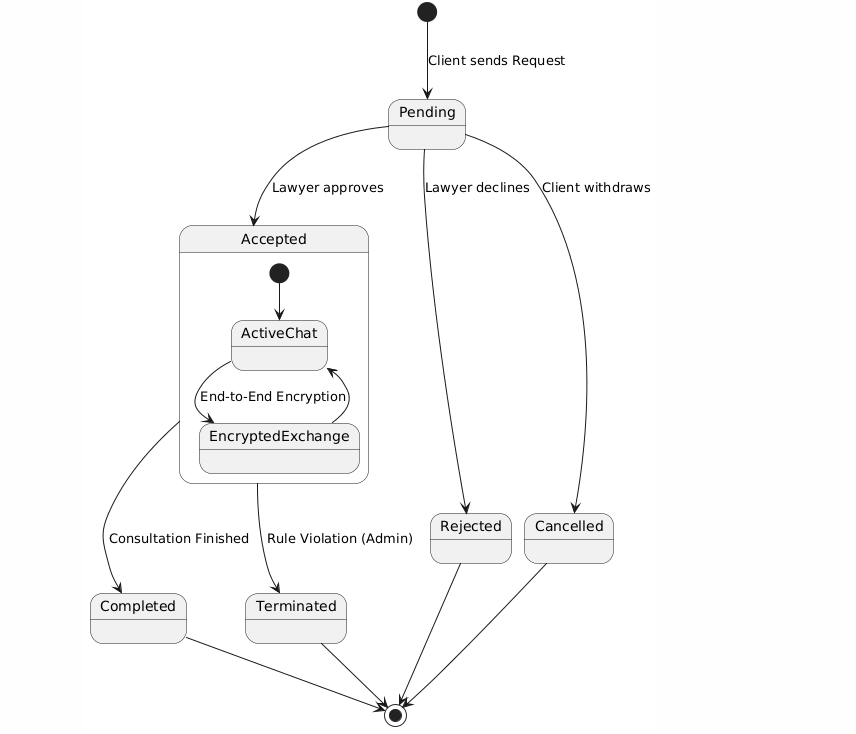 Client sends Request
Pending
Lawyer approves
Lawyer declines
Client withdraws
Accepted
ActiveChat
End-to-End Encryption
EncryptedExchange
Rejected
Cancelled
Consultation Finished
Rule Violation (Admin)
Completed
Terminated